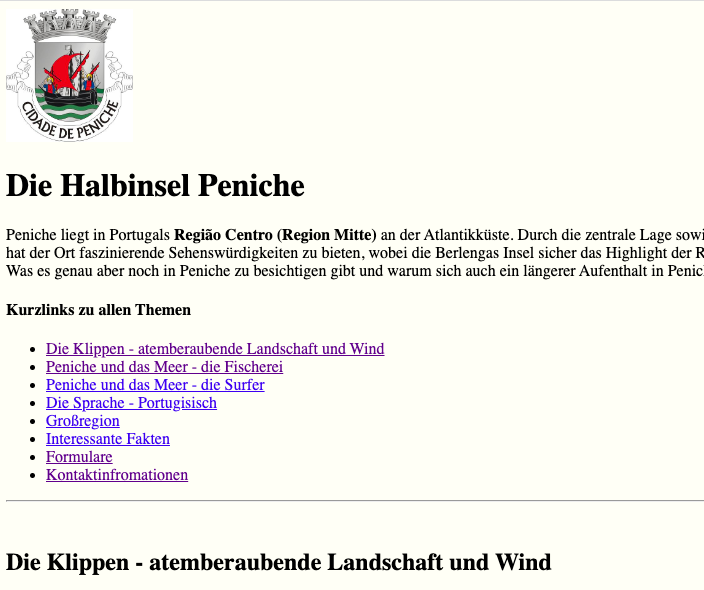 CIDADE DE PENICHE
Die Halbinsel Peniche
Peniche liegt in Portugals Região Centro (Region Mitte) an der Atlantikküste. Durch die zentrale Lage sowi
hat der Ort faszinierende Sehenswürdigkeiten zu bieten, wobei die Berlengas Insel sicher das Highlight der R
Was es genau aber noch in Peniche zu besichtigen gibt und warum sich auch ein längerer Aufenthalt in Penic
Kurzlinks zu allen Themen
Die Klippen - atemberaubende Landschaft und Wind
Peniche und das Meer - die Fischerei
Peniche und das Meer - die Surfer
Die Sprache - Portugisisch
Großregion
Interessante Fakten
Formulare
Kontaktinfromationen
Die Klippen - atemberaubende Landschaft und Wind